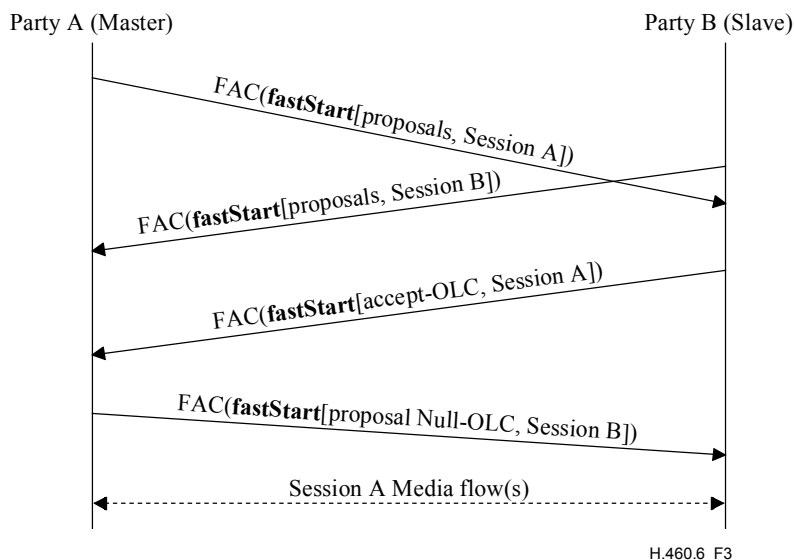 Party A (Master)
Party B (Slave)
FAC(fastStart[proposals, Session A])
FAC(fastStart[proposals, Session B])
FAC(fastStart[accept-OLC, Session A])
FAC(fastStart[proposal Null-OLC, Session B])
Session A Media flow(s)
H.460.6_F3